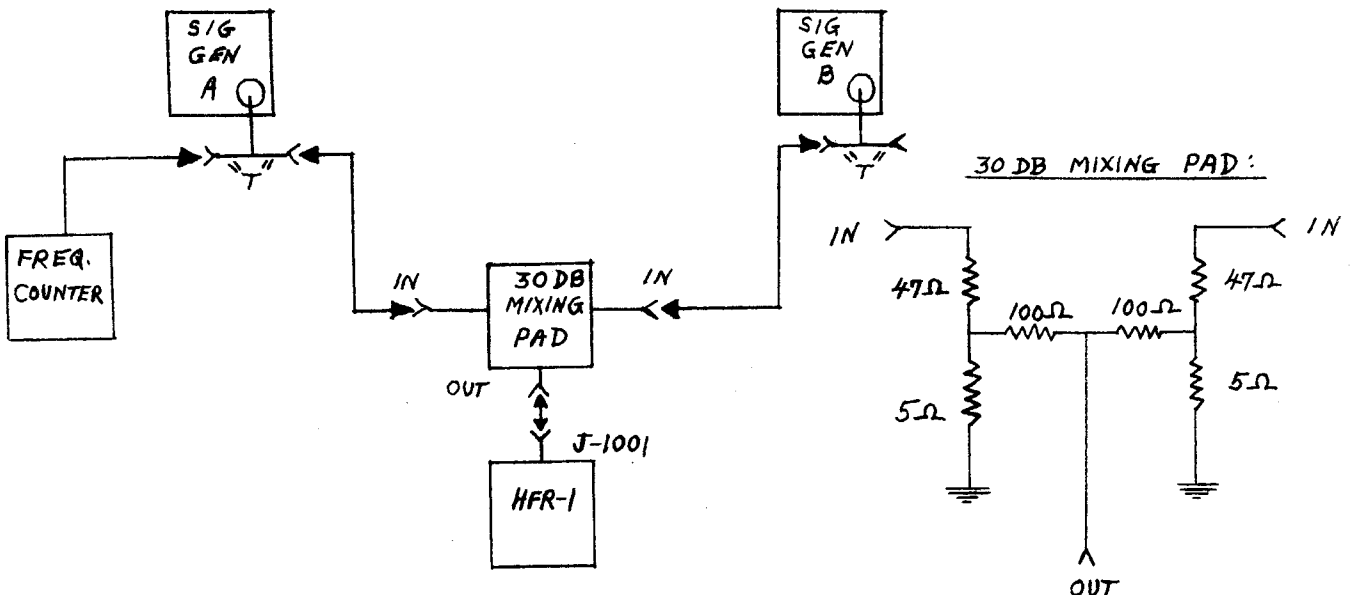 SIG
GEN
A
SIG
GEN
B
"T"
"T"
30 DB MIXING PAD:
FREQ.
COUNTER
IN
30 DB
MIXING
PAD
IN
OUT
J-1001
HFR-1
IN
IN
47Ω
47Ω
100Ω
100Ω
5Ω
5Ω
OUT